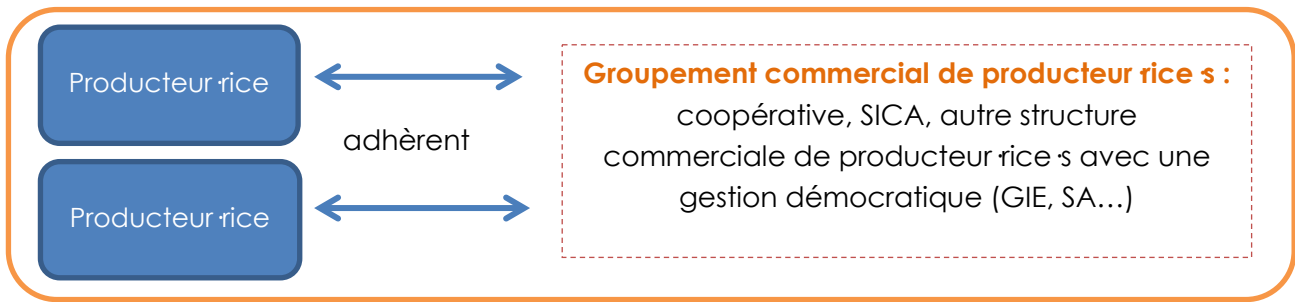 Producteur·rice
Groupement commercial de producteur·rice·s :
coopérative, SICA, autre structure
commerciale de producteur·rice·s avec une
gestion démocratique (GIE, SA…)
adhèrent
Producteur·rice